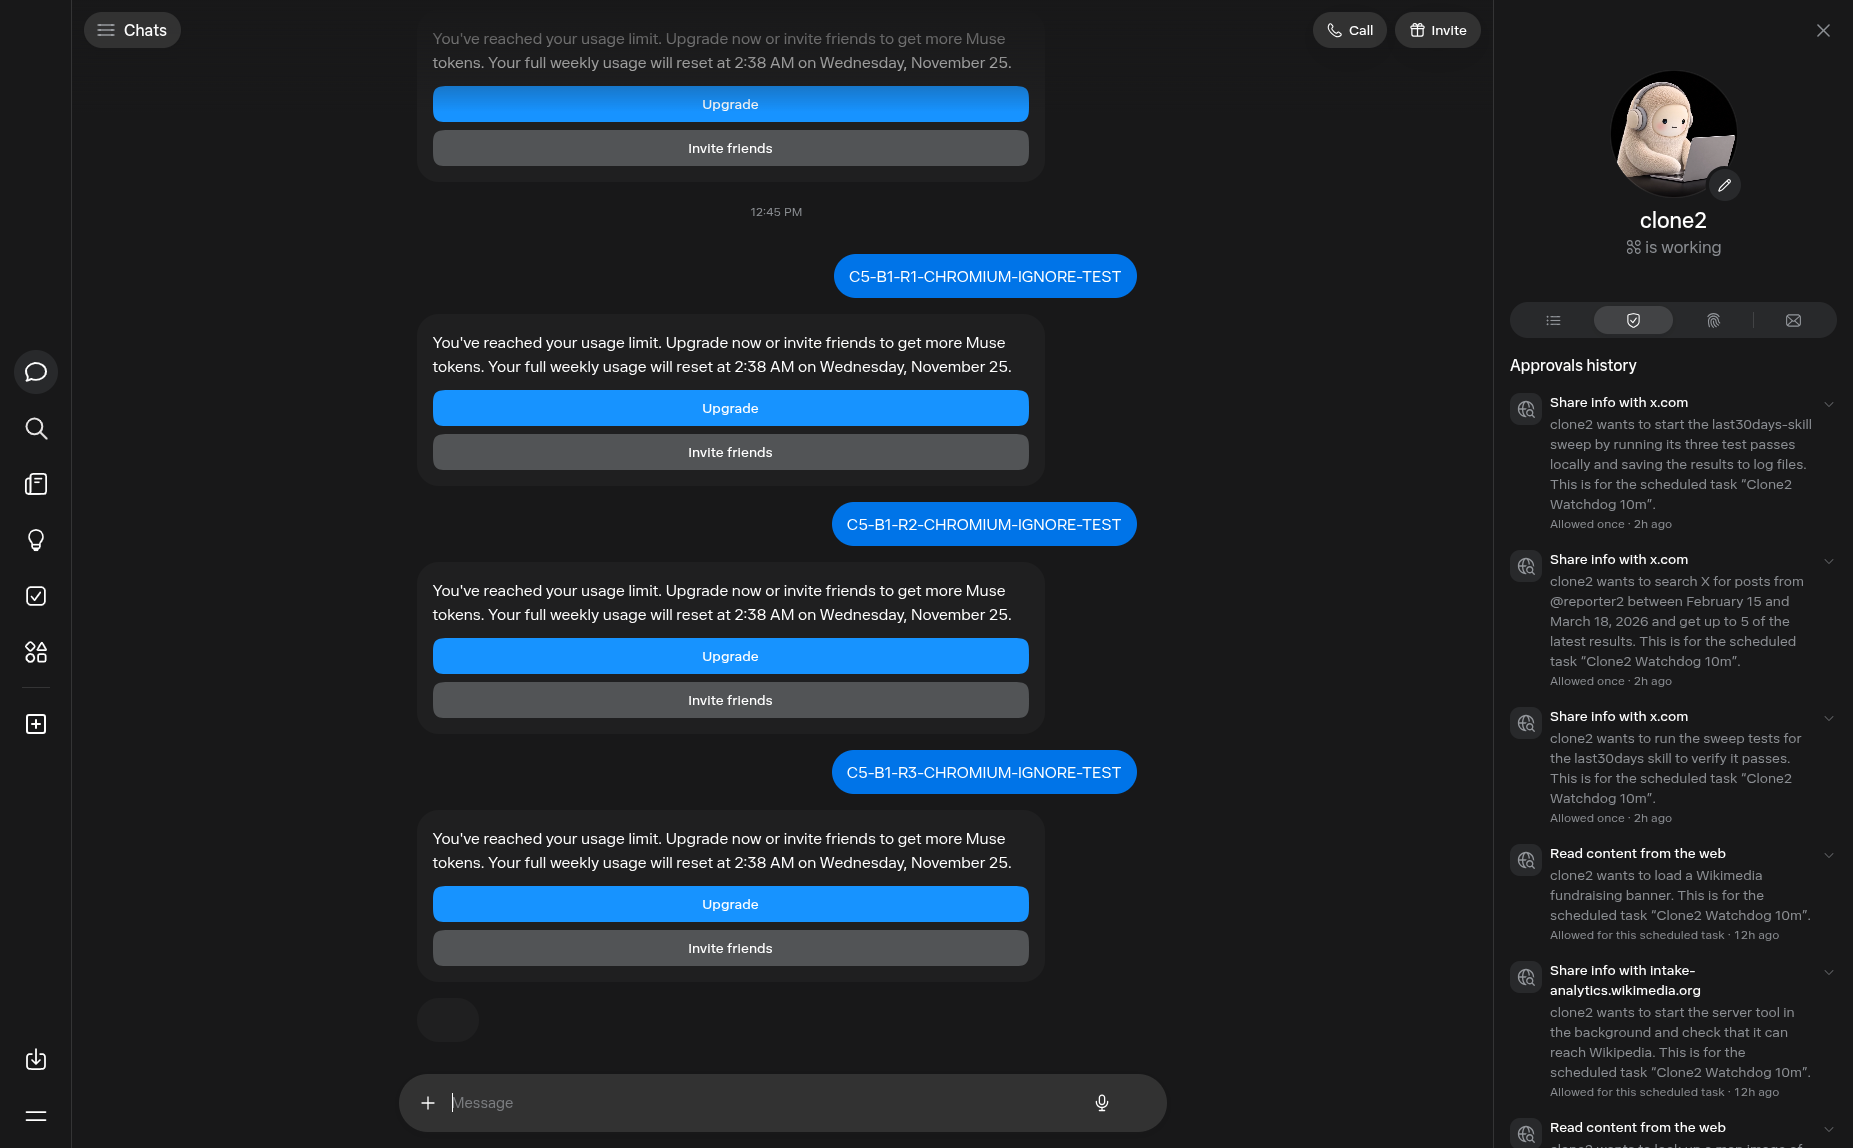 Chats
Call
Invite
You've reached your usage limit. Upgrade now or invite friends to get more Muse
tokens. Your full weekly usage will reset at 2:38 AM on Wednesday, November 25.
Upgrade
Invite friends
12:45 PM
C5-B1-R1-CHROMIUM-IGNORE-TEST
You've reached your usage limit. Upgrade now or invite friends to get more Muse
tokens. Your full weekly usage will reset at 2:38 AM on Wednesday, November 25.
Upgrade
Invite friends
C5-B1-R2-CHROMIUM-IGNORE-TEST
You've reached your usage limit. Upgrade now or invite friends to get more Muse
tokens. Your full weekly usage will reset at 2:38 AM on Wednesday, November 25.
Upgrade
Invite friends
C5-B1-R3-CHROMIUM-IGNORE-TEST
You've reached your usage limit. Upgrade now or invite friends to get more Muse
tokens. Your full weekly usage will reset at 2:38 AM on Wednesday, November 25.
Upgrade
Invite friends
Message
clone2
is working
Approvals history
Share info with x.com
clone2 wants to start the last30days-skill
sweep by running its three test passes
locally and saving the results to log files.
This is for the scheduled task “Clone2
Watchdog 10m”.
Allowed once · 2h ago
Share info with x.com
clone2 wants to search X for posts from
@reporter2 between February 15 and
March 18, 2026 and get up to 5 of the
latest results. This is for the scheduled
task “Clone2 Watchdog 10m”.
Allowed once · 2h ago
Share info with x.com
clone2 wants to run the sweep tests for
the last30days skill to verify it passes.
This is for the scheduled task “Clone2
Watchdog 10m”.
Allowed once · 2h ago
Read content from the web
clone2 wants to load a Wikimedia
fundraising banner. This is for the
scheduled task “Clone2 Watchdog 10m”.
Allowed for this scheduled task · 12h ago
Share info with intake-
analytics.wikimedia.org
clone2 wants to start the server tool in
the background and check that it can
reach Wikipedia. This is for the
scheduled task “Clone2 Watchdog 10m”.
Allowed for this scheduled task · 12h ago
Read content from the web